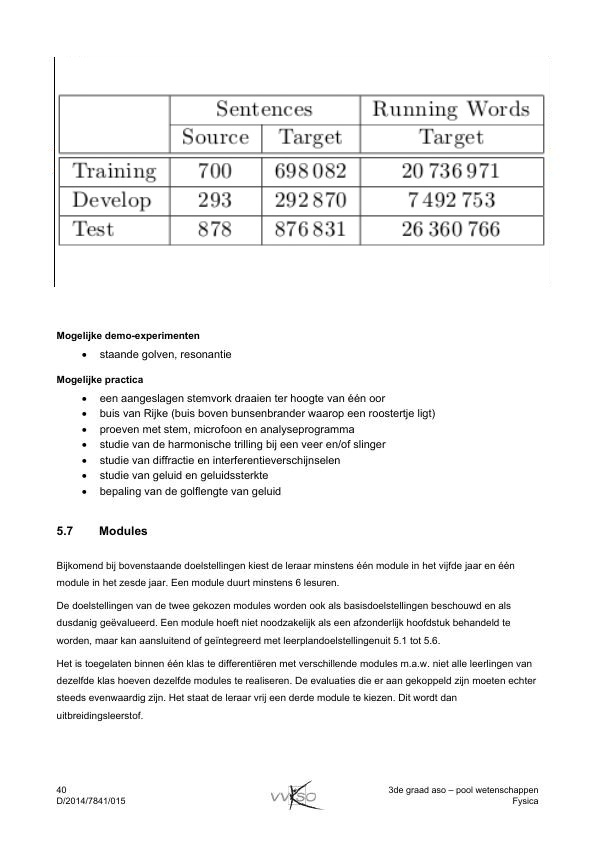 Sentences Running Words
Source Target Target
Training 700 698 082 20 736 971
Develop 293 292 870 7 492 753
Test 878 876 831 26 360 766
Mogelijke demo-experimenten
• staande golven, resonantie
Mogelijke practica
• een aangeslagen stemvork draaien ter hoogte van één oor
• buis van Rijke (buis boven bunsenbrander waarop een roostertje ligt)
• proeven met stem, microfoon en analyseprogramma
• studie van de harmonische trilling bij een veer en/of slinger
• studie van diffractie en interferentieverschijnselen
• studie van geluid en geluidssterkte
• bepaling van de golflengte van geluid
5.7 Modules
Bijkomend bij bovenstaande doelstellingen kiest de leraar minstens één module in het vijfde jaar en één
module in het zesde jaar. Een module duurt minstens 6 lesuren.
De doelstellingen van de twee gekozen modules worden ook als basisdoelstellingen beschouwd en als
dusdanig geëvalueerd. Een module hoeft niet noodzakelijk als een afzonderlijk hoofdstuk behandeld te
worden, maar kan aansluitend of geïntegreerd met leerplandoelstellingenuit 5.1 tot 5.6.
Het is toegelaten binnen één klas te differentiëren met verschillende modules m.a.w. niet alle leerlingen van
dezelfde klas hoeven dezelfde modules te realiseren. De evaluaties die er aan gekoppeld zijn moeten echter
steeds evenwaardig zijn. Het staat de leraar vrij een derde module te kiezen. Dit wordt dan
uitbreidingsleerstof.
40 3de graad aso – pool wetenschappen
D/2014/7841/015 vvkso Fysica